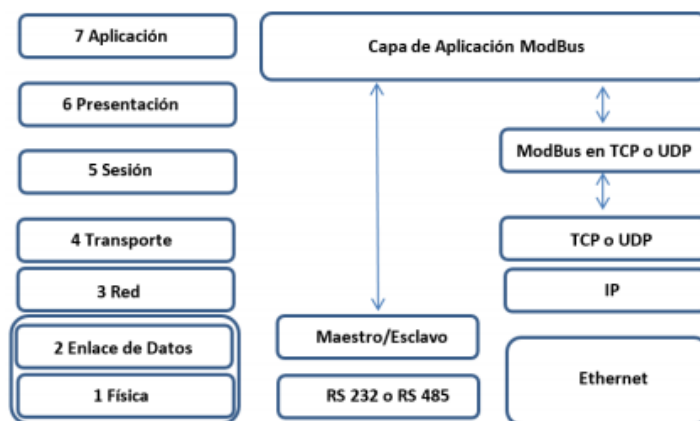 7 Aplicación
6 Presentación
5 Sesión
4 Transporte
3 Red
2 Enlace de Datos
1 Física
Capa de Aplicación ModBus
Maestro/Esclavo
RS 232 o RS 485
ModBus en TCP o UDP
TCP o UDP
IP
Ethernet